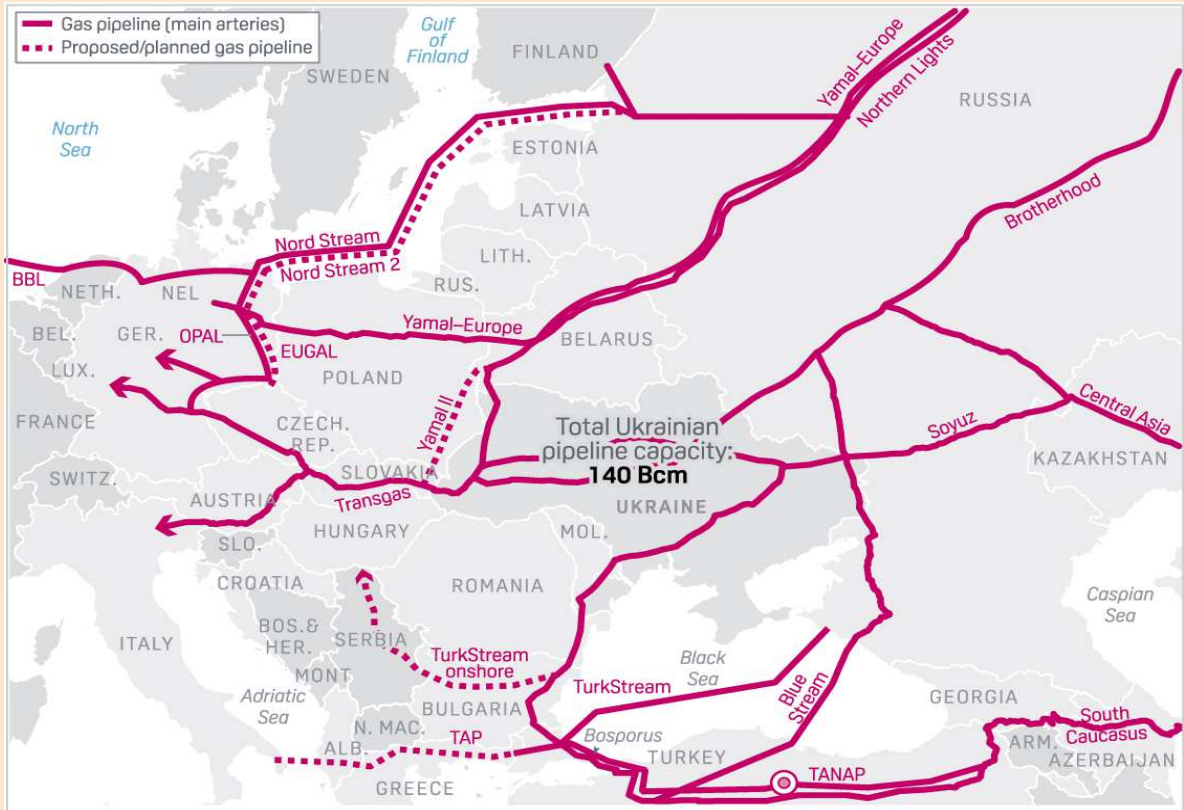 Gas pipeline (main arteries)
Proposed/planned gas pipeline
Gulf
of
Finland
FINLAND
SWEDEN
North
Sea
Yamal–Europe
Northern Lights
RUSSIA
ESTONIA
LATVIA
LITH.
RUS.
Brotherhood
Nord Stream
Nord Stream 2
BBL
NETH.
NEL
BEL.
GER.
OPAL
EUGAL
Yamal–Europe
BELARUS
LUX.
POLAND
FRANCE
CZECH.
REP.
Yamal II
Total Ukrainian
pipeline capacity:
140 Bcm
UKRAINE
Soyuz
Central Asia
KAZAKHSTAN
SWITZ.
AUSTRIA
SLOVAKIA
Transgas
HUNGARY
MOL.
SLO.
CROATIA
ROMANIA
BOS.&
HER.
SERBIA
ITALY
MONT
Adriatic
Sea
TurkStream
onshore
TurkStream
Black
Sea
Blue
Stream
Caspian
Sea
GEORGIA
BULGARIA
N. MAC.
ALB.
TAP
Bosporus
TURKEY
TANAP
GREECE
South
Caucasus
ARM.
AZERBAIJAN